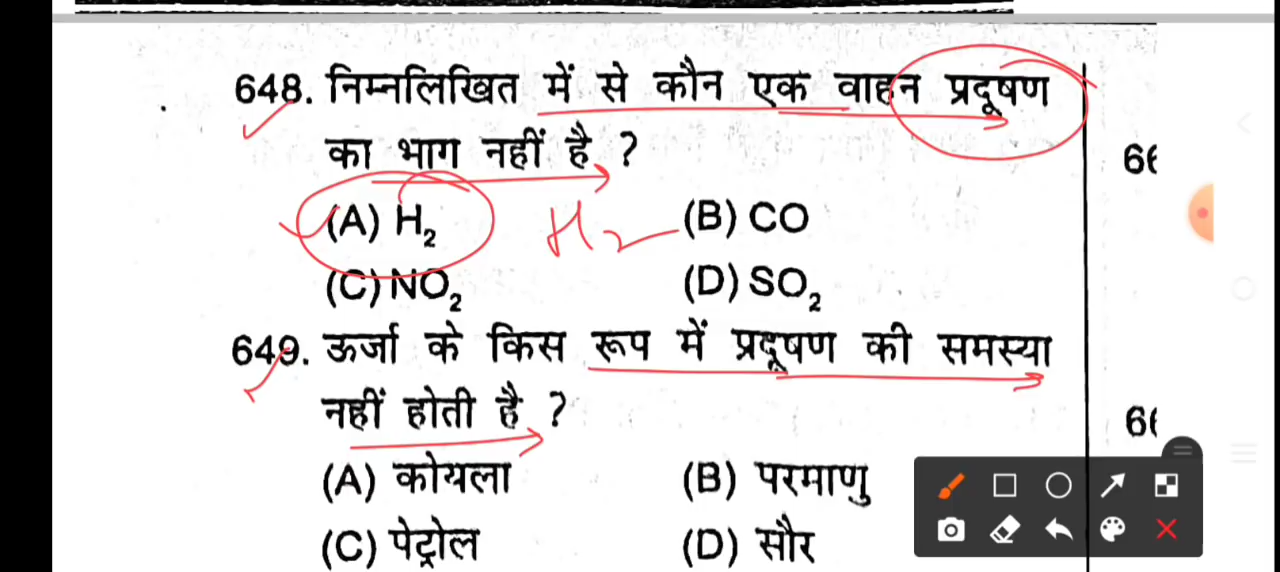 648. निम्नलिखित में से कौन एक वाहन प्रदूषण
का भाग नहीं है ?
(A) H₂ H₂ (B) CO
(C) NO₂ (D) SO₂
649. ऊर्जा के किस रूप में प्रदूषण की समस्या
नहीं होती है ?
(A) कोयला (B) परमाणु
(C) पेट्रोल (D) सौर